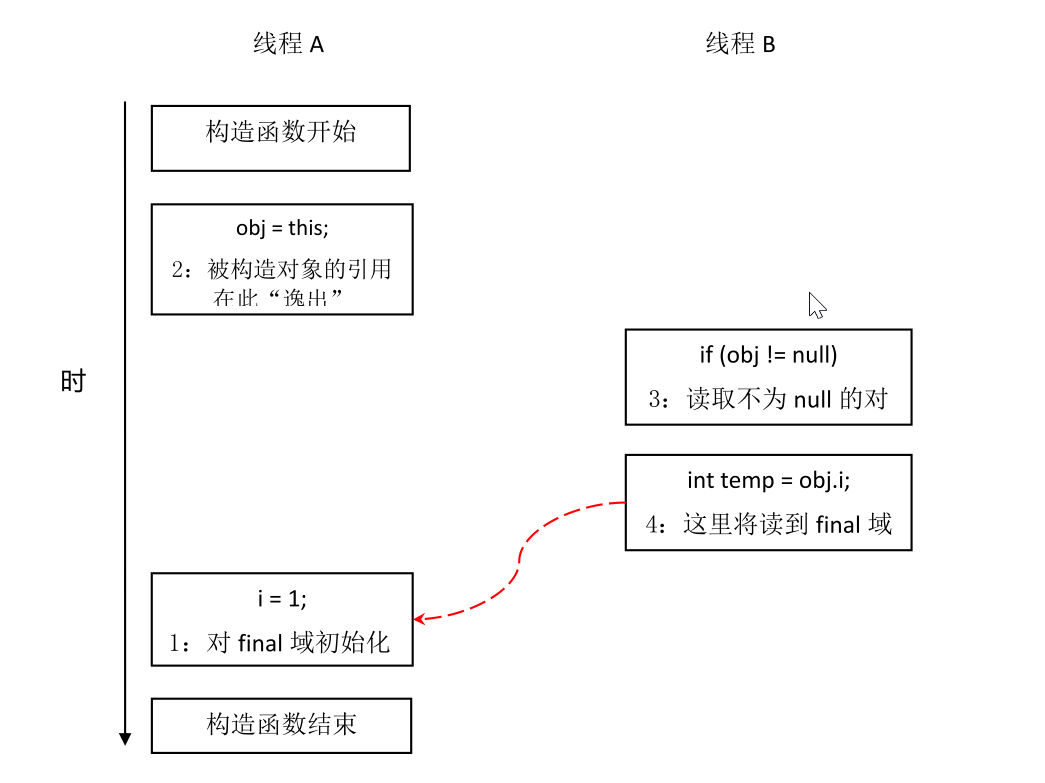 线程 A
线程 B
构造函数开始
obj = this;
2：被构造对象的引用
在此“逸出”
if (obj != null)
3：读取不为 null 的对
时
int temp = obj.i;
4：这里将读到 final 域
i = 1;
1：对 final 域初始化
构造函数结束